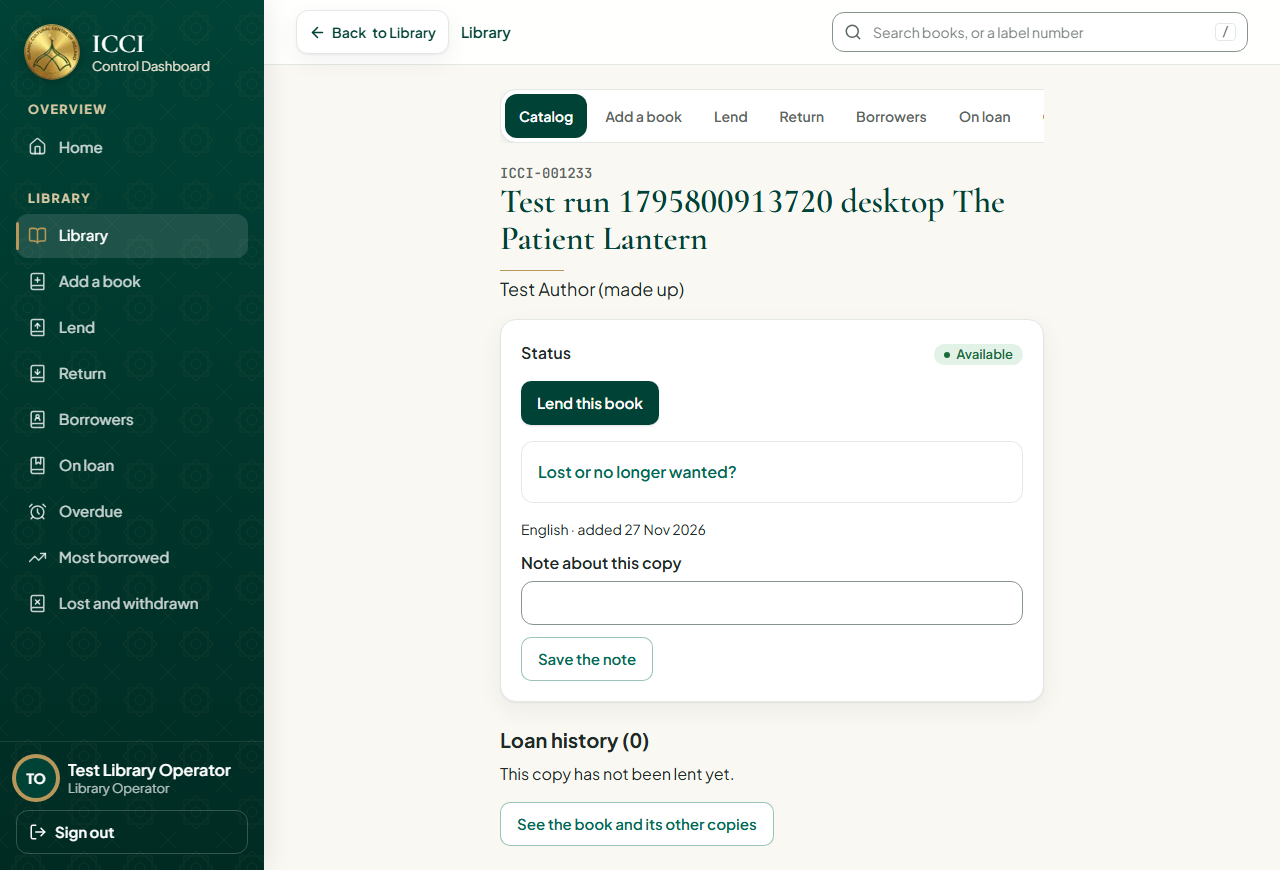 ICCI
Control Dashboard
OVERVIEW
Home
LIBRARY
Library
Add a book
Lend
Return
Borrowers
On loan
Overdue
Most borrowed
Lost and withdrawn
TO
Test Library Operator
Library Operator
Sign out
Back to Library
Library
Search books, or a label number
/
Catalog
Add a book
Lend
Return
Borrowers
On loan
ICCI-001233
Test run 1795800913720 desktop The
Patient Lantern
Test Author (made up)
Status
Available
Lend this book
Lost or no longer wanted?
English · added 27 Nov 2026
Note about this copy
Save the note
Loan history (0)
This copy has not been lent yet.
See the book and its other copies